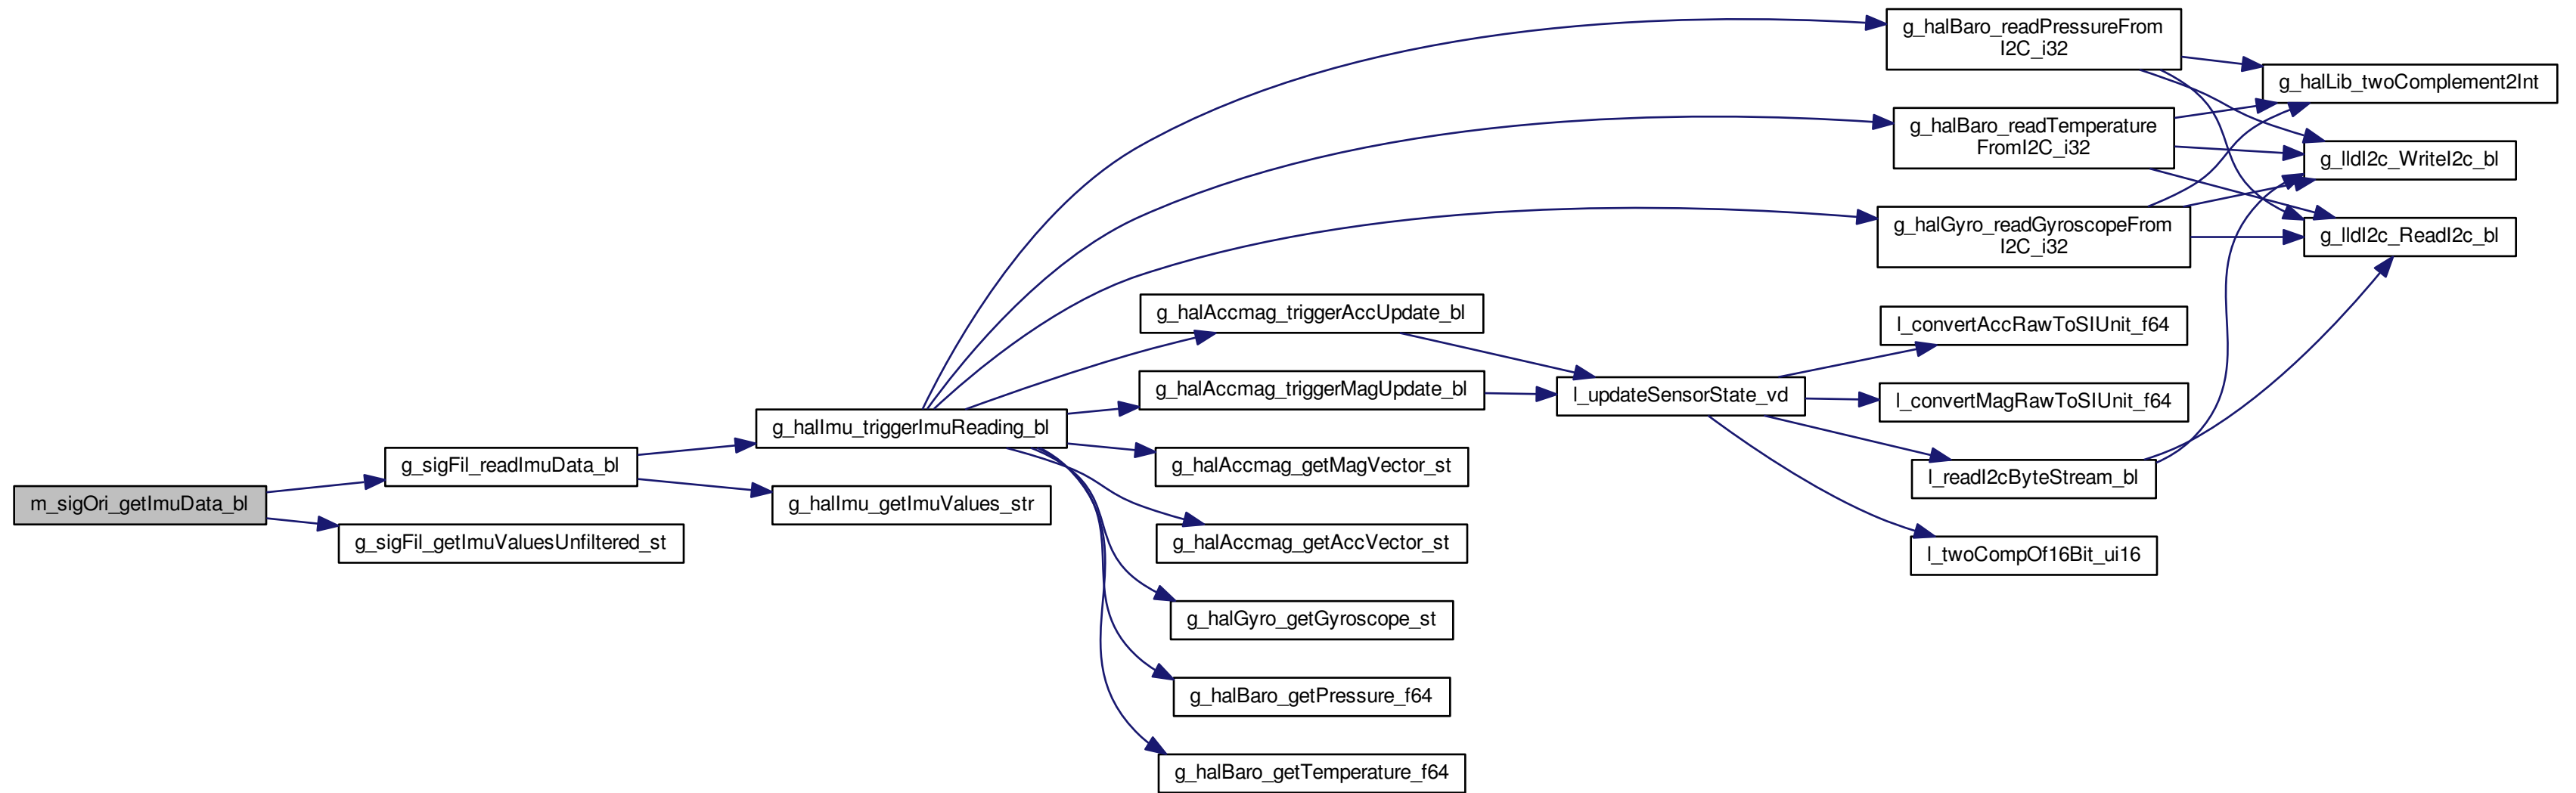 g_halBaro_readPressureFrom
I2C_i32
g_halLib_twoComplement2Int
g_halBaro_readTemperature
FromI2C_i32
g_lldI2c_WriteI2c_bl
g_halGyro_readGyroscopeFrom
I2C_i32
g_lldI2c_ReadI2c_bl
g_halAccmag_triggerAccUpdate_bl
l_convertAccRawToSIUnit_f64
g_halAccmag_triggerMagUpdate_bl
l_updateSensorState_vd
l_convertMagRawToSIUnit_f64
g_halImu_triggerImuReading_bl
g_sigFil_readImuData_bl
g_halAccmag_getMagVector_st
l_readI2cByteStream_bl
m_sigOri_getImuData_bl
g_halImu_getImuValues_str
g_sigFil_getImuValuesUnfiltered_st
g_halAccmag_getAccVector_st
l_twoCompOf16Bit_ui16
g_halGyro_getGyroscope_st
g_halBaro_getPressure_f64
g_halBaro_getTemperature_f64